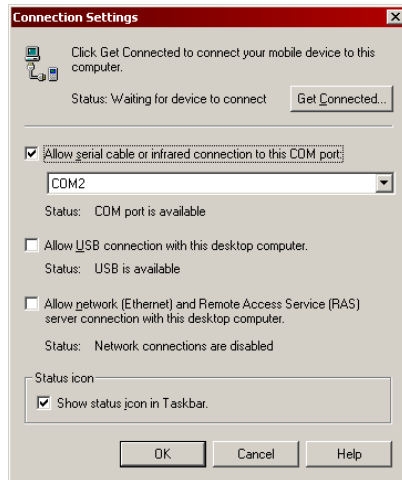 Connection Settings
Click Get Connected to connect your mobile device to this
computer.
Status: Waiting for device to connect
Get Connected...
Allow serial cable or infrared connection to this COM port:
COM2
Status: COM port is available
Allow USB connection with this desktop computer.
Status: USB is available
Allow network (Ethernet) and Remote Access Service (RAS)
server connection with this desktop computer.
Status: Network connections are disabled
Status icon
Show status icon in Taskbar.
OK Cancel Help